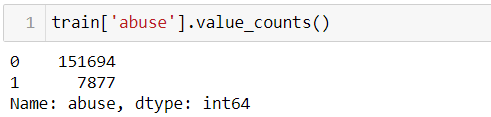 1 train['abuse'].value_counts()
0    151694
1      7877
Name: abuse, dtype: int64